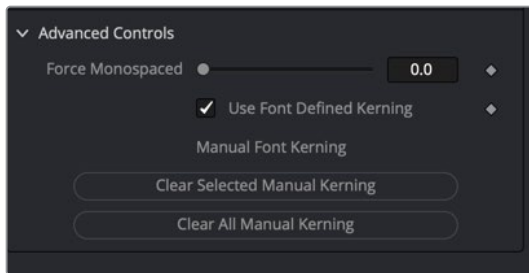 Advanced Controls
Force Monospaced 0.0
Use Font Defined Kerning
Manual Font Kerning
Clear Selected Manual Kerning
Clear All Manual Kerning